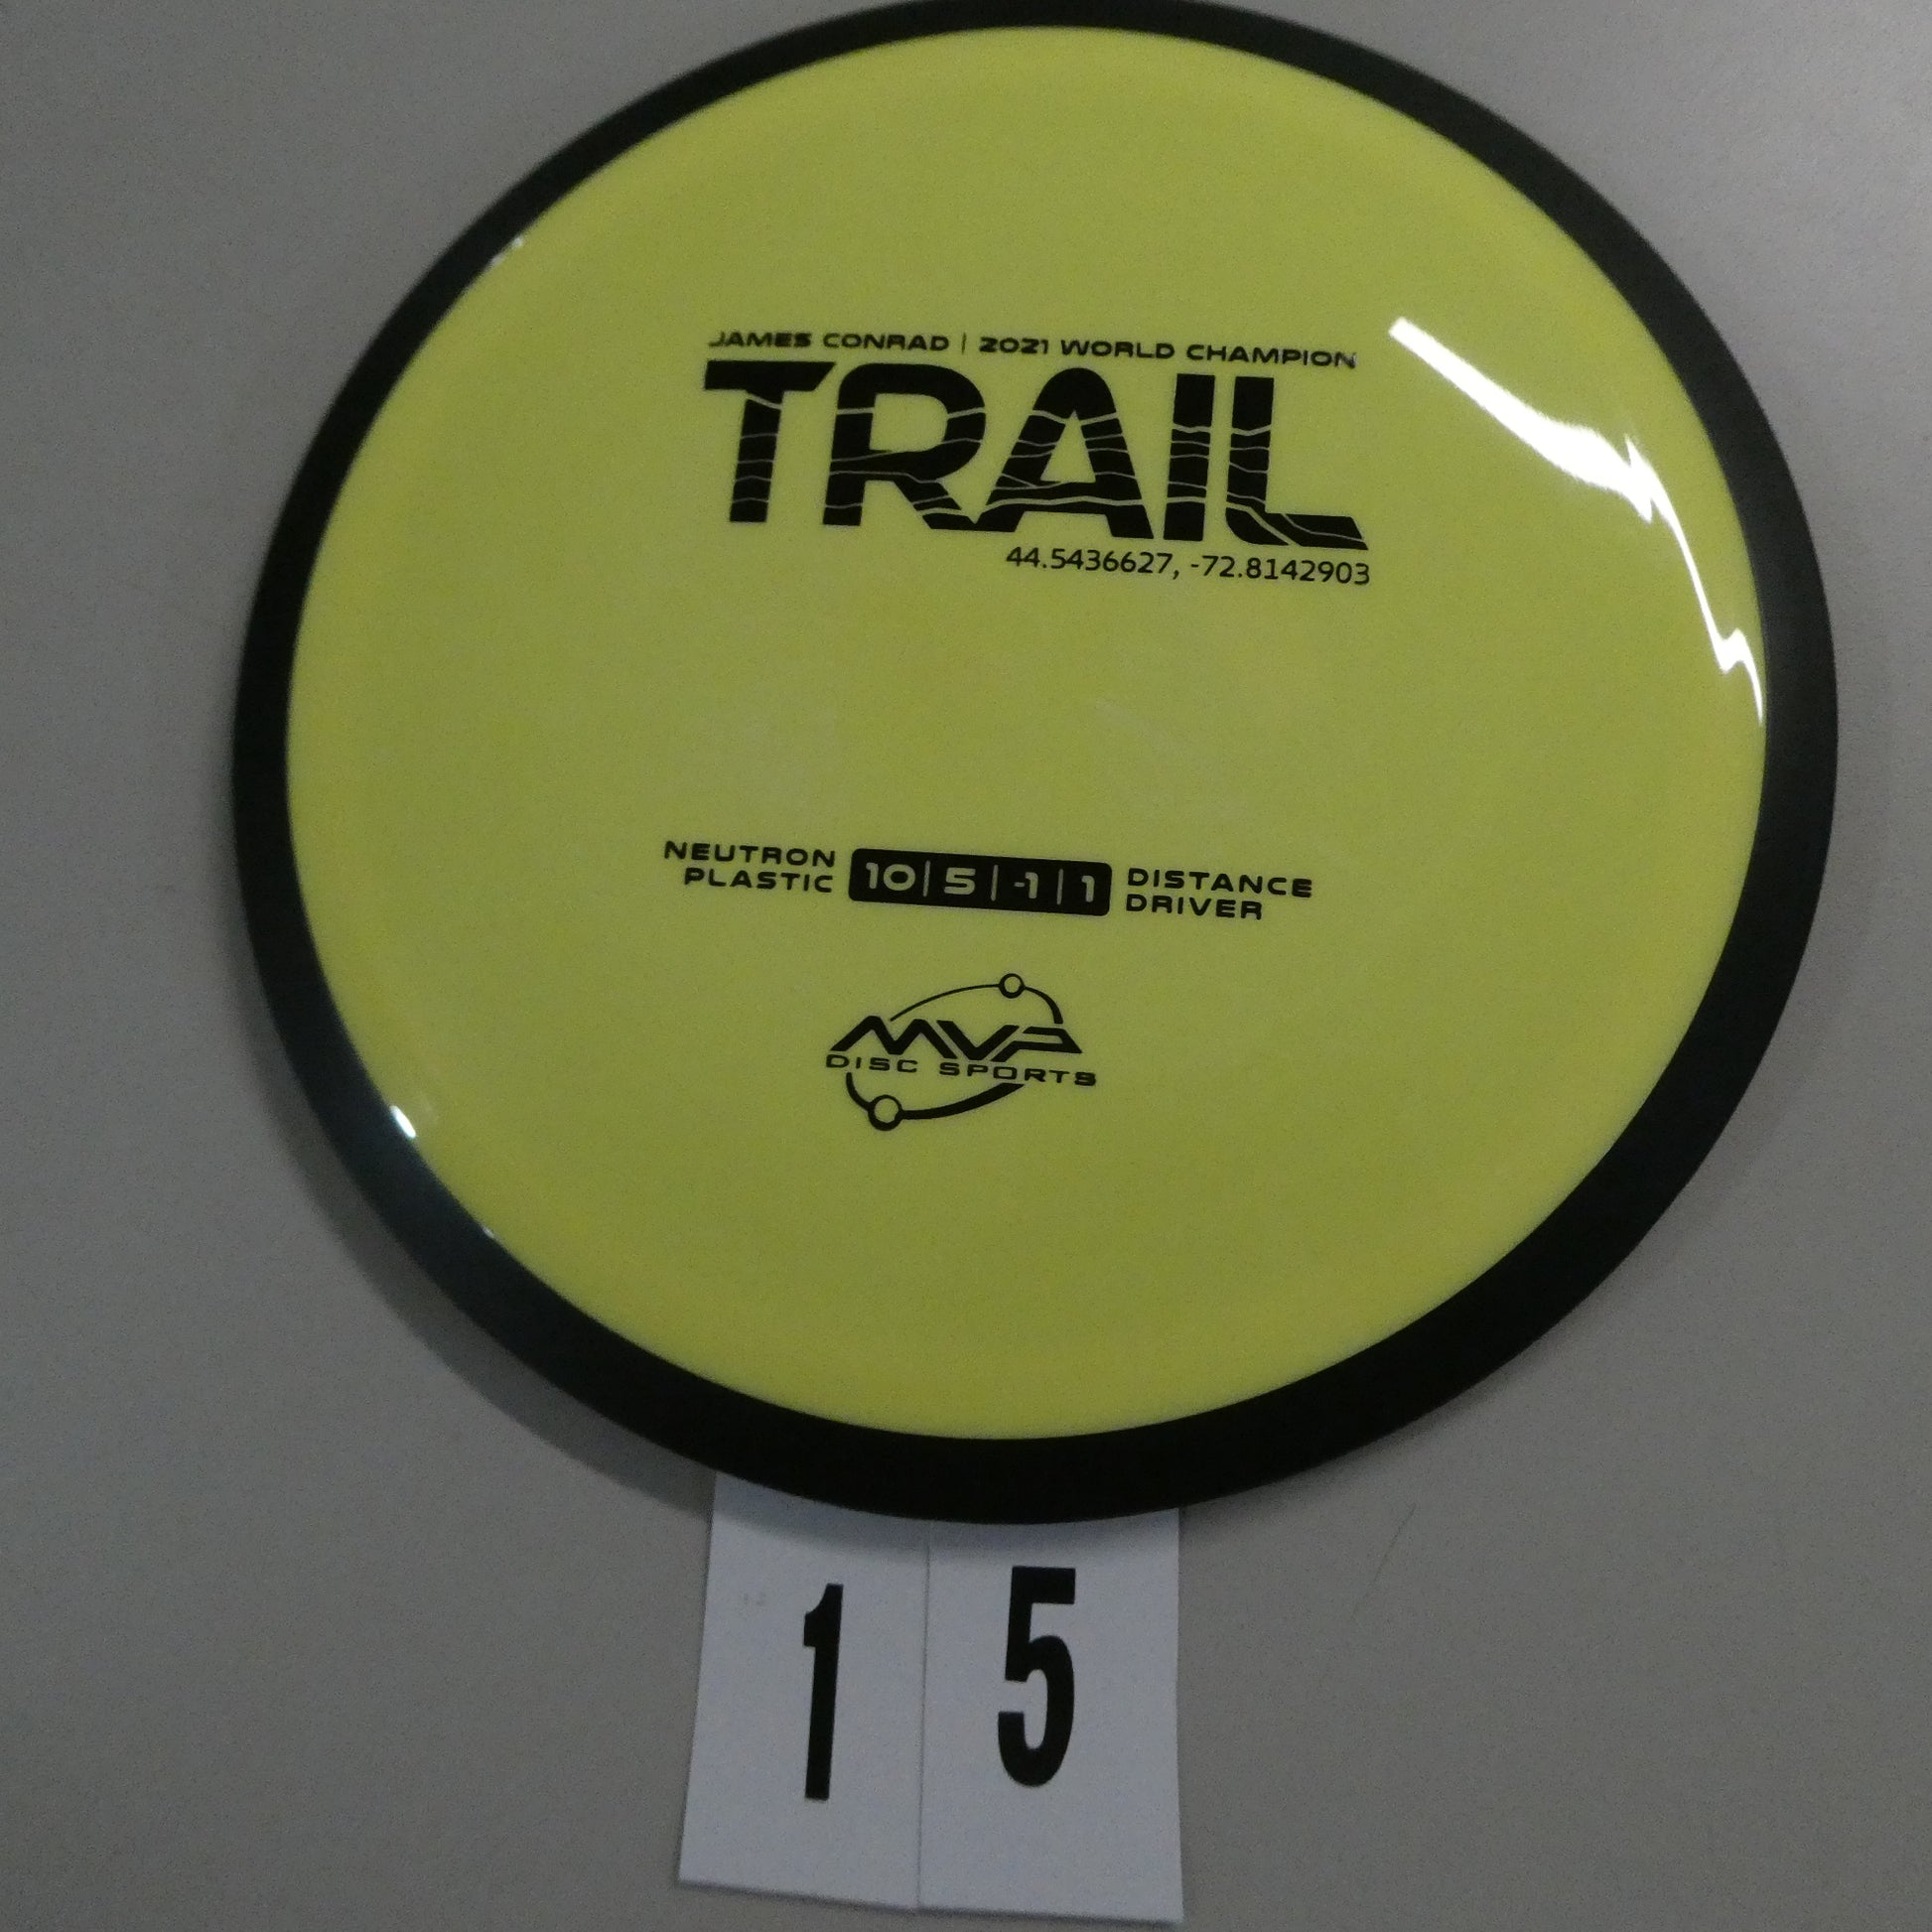 JAMES CONRAD | 2021 WORLD CHAMPION
TRAIL
44.5436627, -72.8142903
NEUTRON PLASTIC
10 | 5 | -1 | 1
DISTANCE DRIVER
MVP
DISC SPORTS
1 5